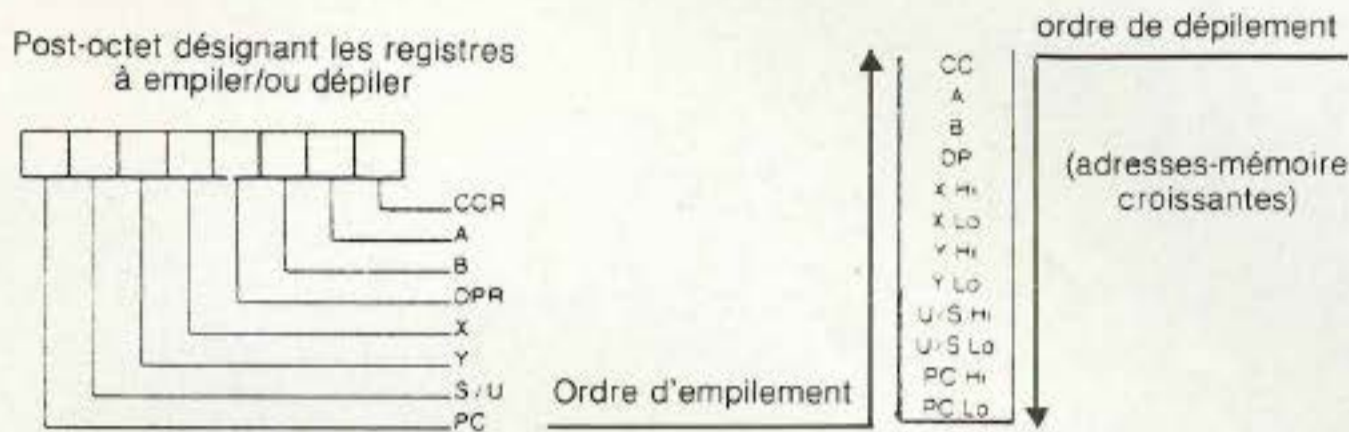 Post-octet désignant les registres
à empiler/ou dépiler
CCR
A
B
DPR
X
Y
S/U
PC
Ordre d'empilement
CC
A
B
DP
X Hi
X Lo
Y Hi
Y Lo
U/S Hi
U/S Lo
PC Hi
PC Lo
ordre de dépilement
(adresses-mémoire
croissantes)